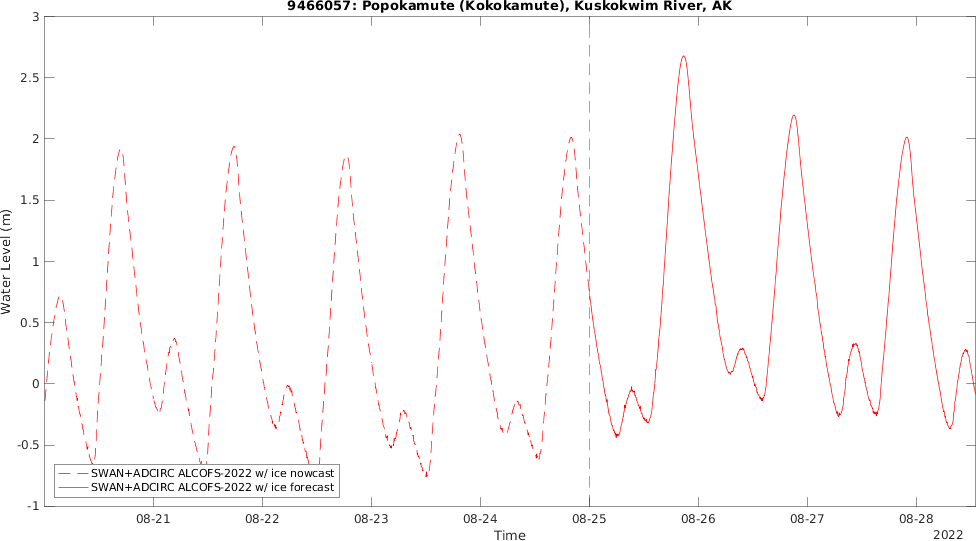 9466057: Popokamute (Kokokamute), Kuskokwim River, AK
3
2.5
2
1.5
1
0.5
0
-0.5
-1
Water Level (m)
SWAN+ADCIRC ALCOFS-2022 w/ ice nowcast
SWAN+ADCIRC ALCOFS-2022 w/ ice forecast
08-21 08-22 08-23 08-24 08-25 08-26 08-27 08-28
Time
2022